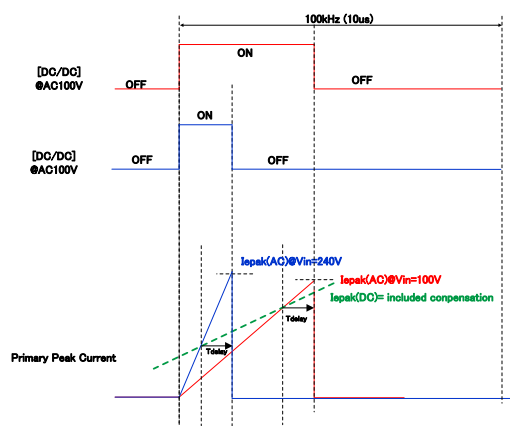 100kHz (10us)
ON
[DC/DC]
@AC100V
OFF
OFF
ON
[DC/DC]
@AC100V
OFF
OFF
Iepak(AC)@Vin=240V
Iepak(AC)@Vin=100V
Iepak(DC)= included conpensation
Tdelay
Tdelay
Primary Peak Current